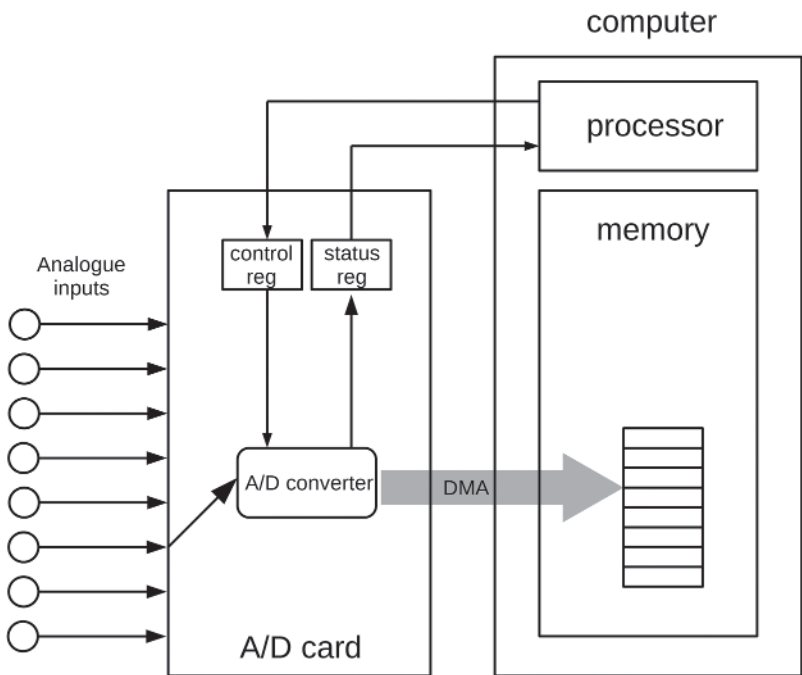 computer
processor
memory
control
reg
status
reg
Analogue
inputs
A/D converter
DMA
A/D card